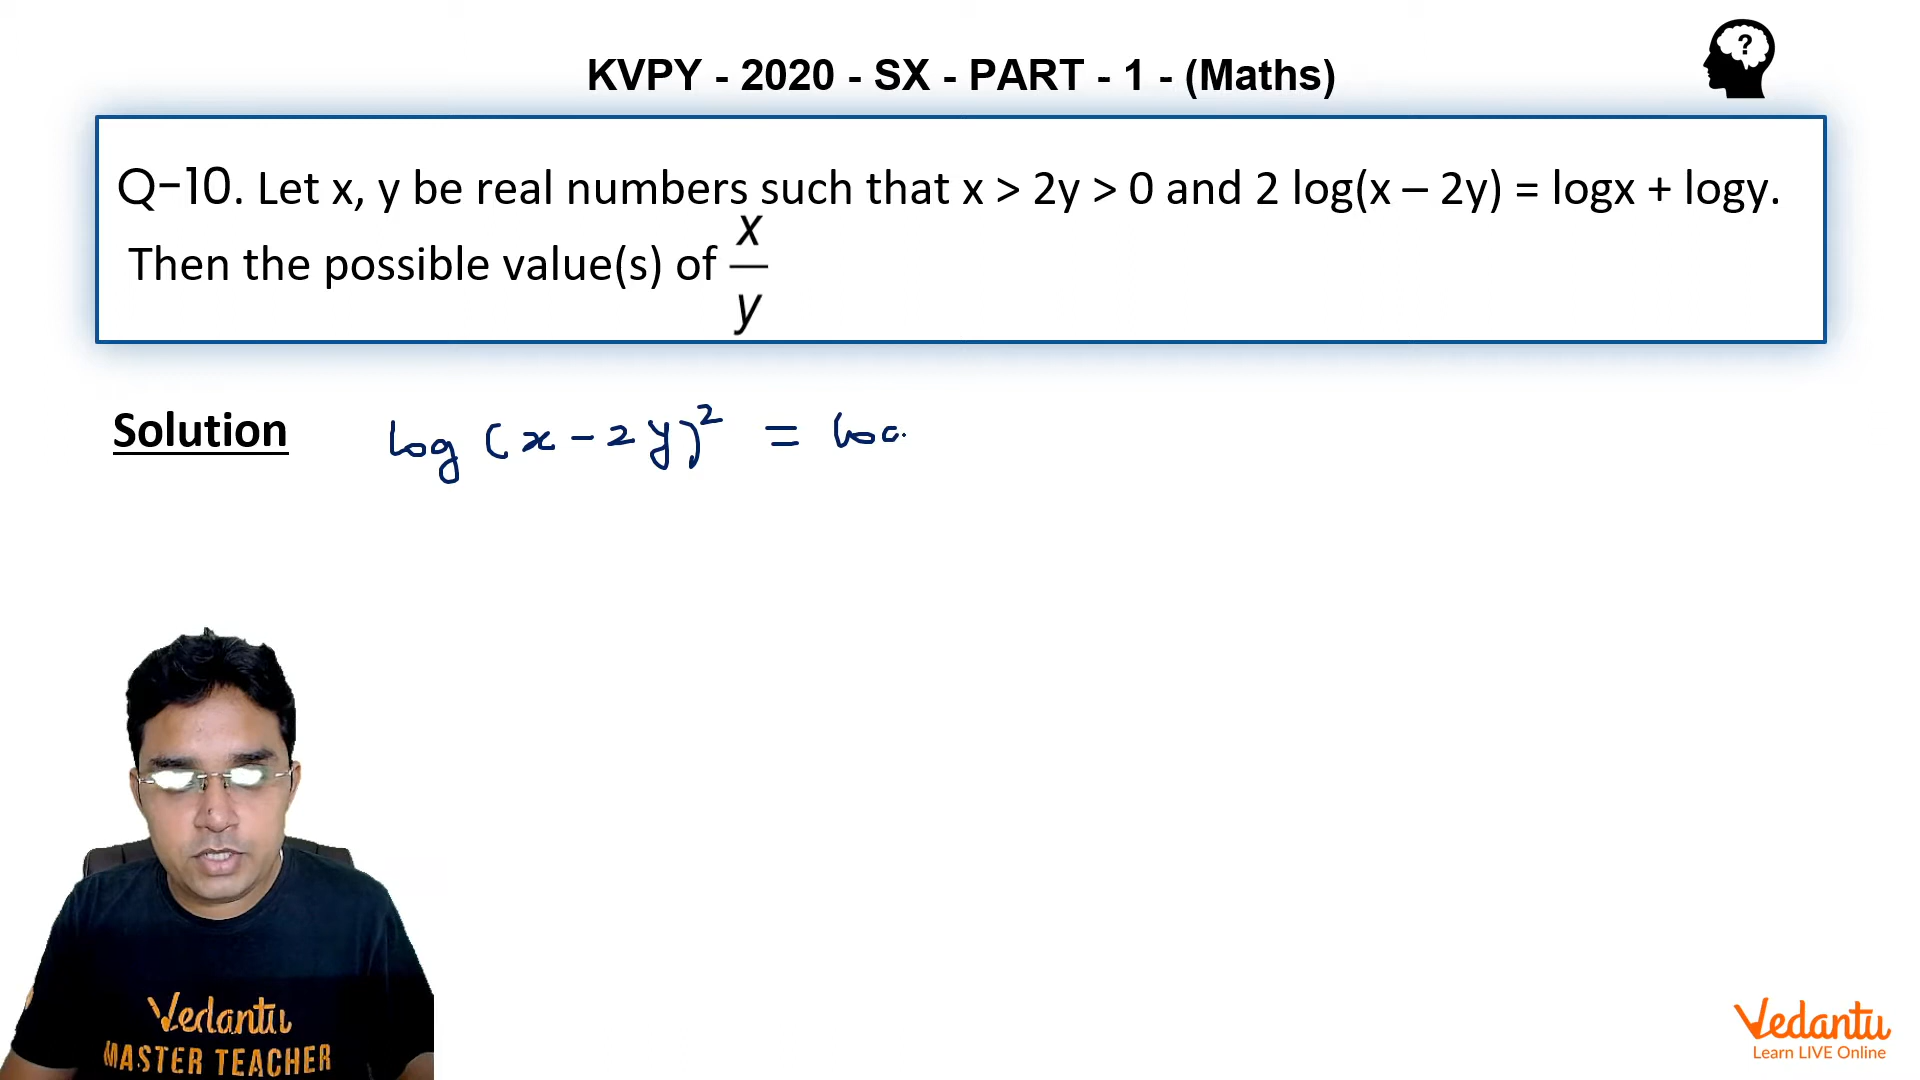 KVPY - 2020 - SX - PART - 1 - (Maths)
?
Q-10. Let x, y be real numbers such that x > 2y > 0 and 2 log(x – 2y) = logx + logy.
Then the possible value(s) of x/y
Solution
log (x - 2y)² = loc
Vedantu
MASTER TEACHER
Vedantu
Learn LIVE Online